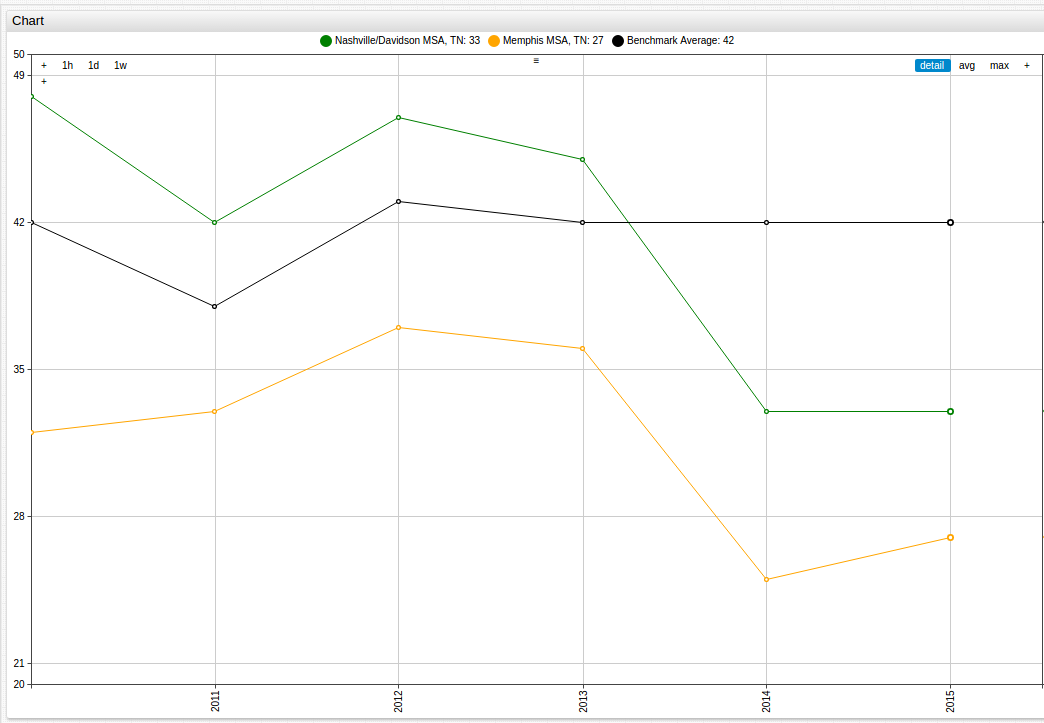 Chart
Nashville/Davidson MSA, TN: 33 Memphis MSA, TN: 27 Benchmark Average: 42
50
+ 1h 1d 1w ≡ detail avg max +
49
+
42
35
28
21
20
2011 2012 2013 2014 2015